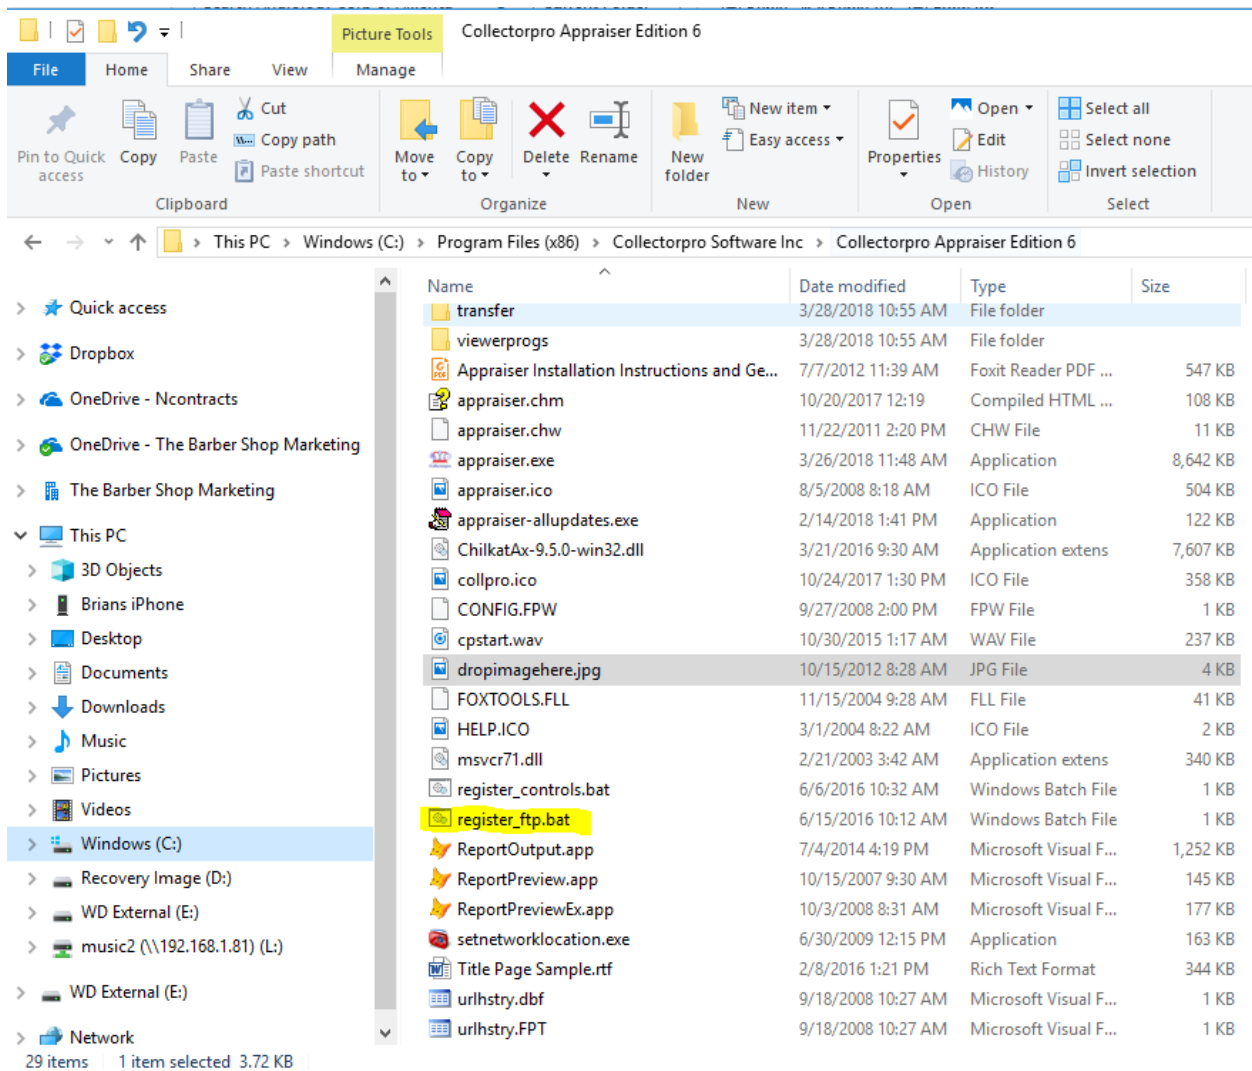 Picture Tools Collectorpro Appraiser Edition 6
File Home Share View Manage
Pin to Quick access
Copy
Paste
Cut
Copy path
Paste shortcut
Move to
Copy to
Delete
Rename
New folder
New item
Easy access
Properties
Open
Edit
History
Select all
Select none
Invert selection
Clipboard Organize New Open Select
This PC > Windows (C:) > Program Files (x86) > Collectorpro Software Inc > Collectorpro Appraiser Edition 6
Quick access
Dropbox
OneDrive - Ncontracts
OneDrive - The Barber Shop Marketing
The Barber Shop Marketing
This PC
3D Objects
Brians iPhone
Desktop
Documents
Downloads
Music
Pictures
Videos
Windows (C:)
Recovery Image (D:)
WD External (E:)
music2 (\\192.168.1.81) (L:)
WD External (E:)
Network
Name Date modified Type Size
transfer 3/28/2018 10:55 AM File folder
viewerprogs 3/28/2018 10:55 AM File folder
Appraiser Installation Instructions and Ge... 7/7/2012 11:39 AM Foxit Reader PDF ... 547 KB
appraiser.chm 10/20/2017 12:19 Compiled HTML ... 108 KB
appraiser.chw 11/22/2011 2:20 PM CHW File 11 KB
appraiser.exe 3/26/2018 11:48 AM Application 8,642 KB
appraiser.ico 8/5/2008 8:18 AM ICO File 504 KB
appraiser-allupdates.exe 2/14/2018 1:41 PM Application 122 KB
ChilkatAx-9.5.0-win32.dll 3/21/2016 9:30 AM Application extens 7,607 KB
collpro.ico 10/24/2017 1:30 PM ICO File 358 KB
CONFIG.FPW 9/27/2008 2:00 PM FPW File 1 KB
cpstart.wav 10/30/2015 1:17 AM WAV File 237 KB
dropimagehere.jpg 10/15/2012 8:28 AM JPG File 4 KB
FOXTOOLS.FLL 11/15/2004 9:28 AM FLL File 41 KB
HELP.ICO 3/1/2004 8:22 AM ICO File 2 KB
msvcr71.dll 2/21/2003 3:42 AM Application extens 340 KB
register_controls.bat 6/6/2016 10:32 AM Windows Batch File 1 KB
register_ftp.bat 6/15/2016 10:12 AM Windows Batch File 1 KB
ReportOutput.app 7/4/2014 4:19 PM Microsoft Visual F... 1,252 KB
ReportPreview.app 10/15/2007 9:30 AM Microsoft Visual F... 145 KB
ReportPreviewEx.app 10/3/2008 8:31 AM Microsoft Visual F... 177 KB
setnetworklocation.exe 6/30/2009 12:15 PM Application 163 KB
Title Page Sample.rtf 2/8/2016 1:21 PM Rich Text Format 344 KB
urlhstry.dbf 9/18/2008 10:27 AM Microsoft Visual F... 1 KB
urlhstry.FPT 9/18/2008 10:27 AM Microsoft Visual F... 1 KB
29 items 1 item selected 3.72 KB